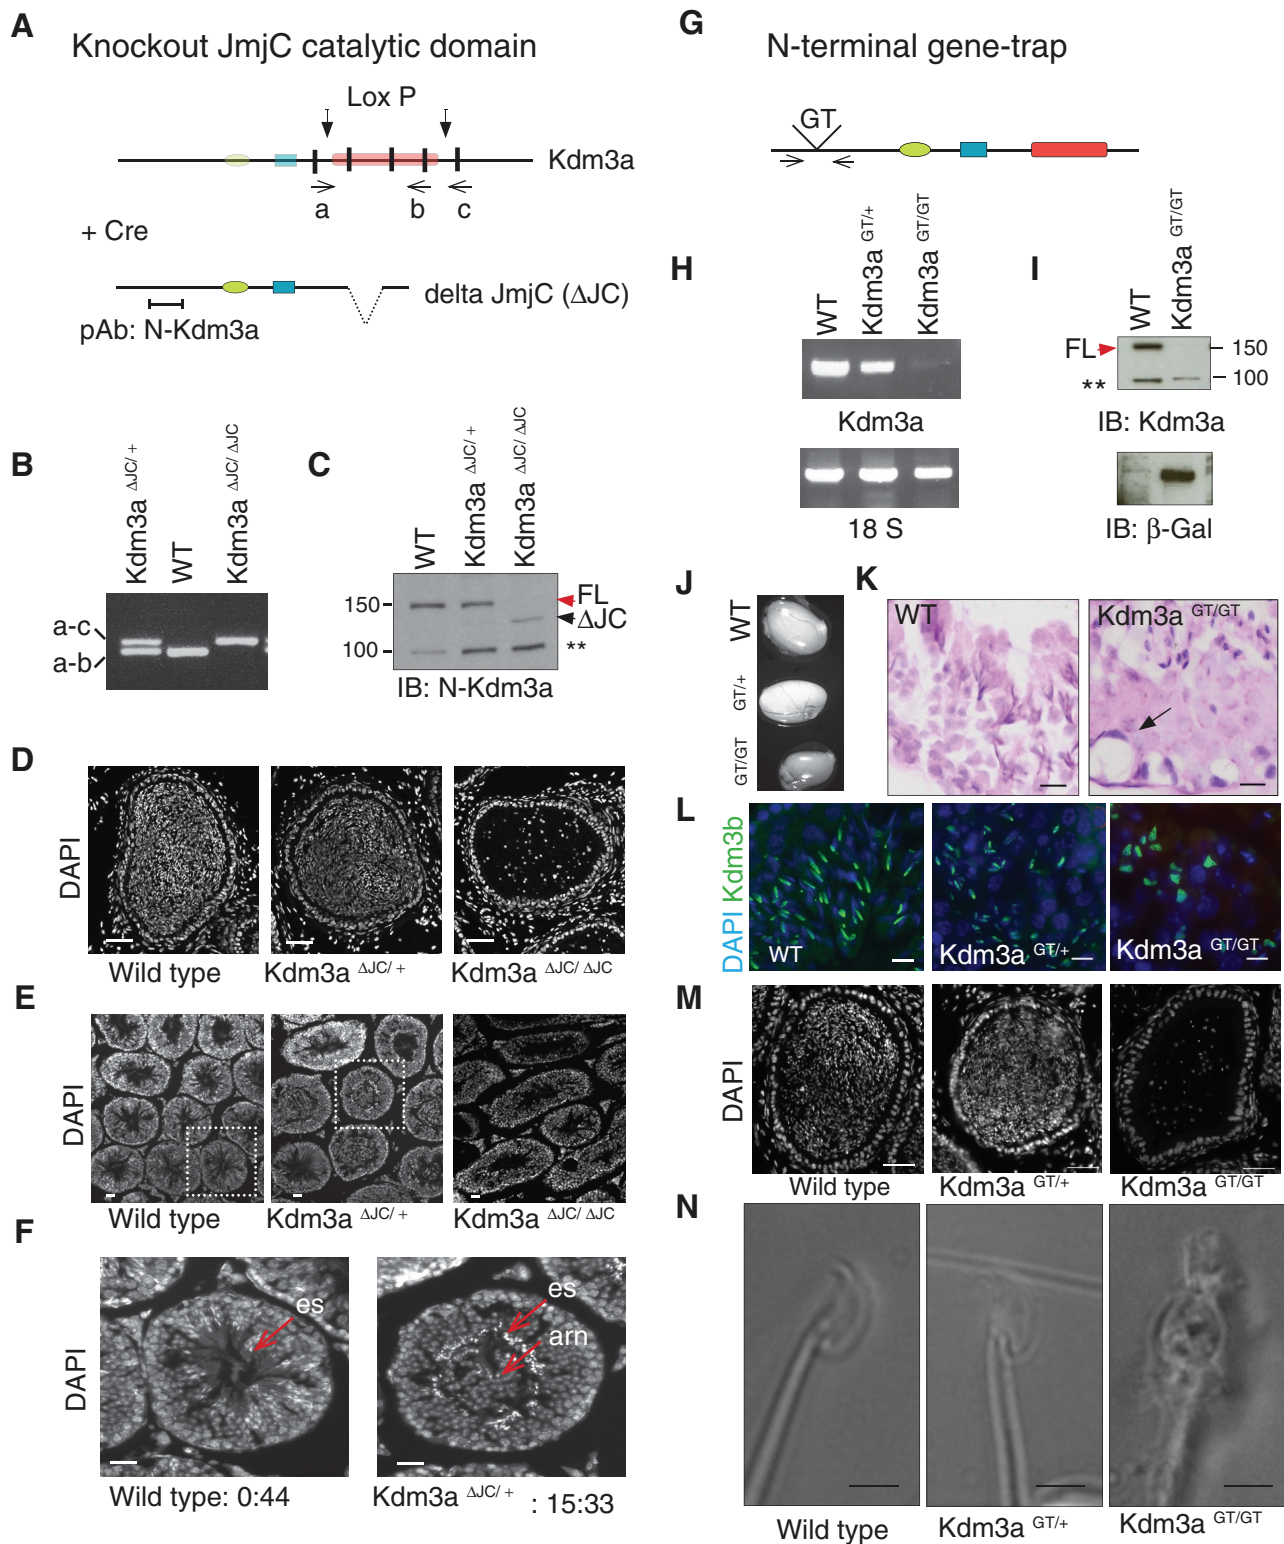 A
Knockout JmjC catalytic domain
Lox P
Kdm3a
a
b
c
+ Cre
delta JmjC (ΔJC)
pAb: N-Kdm3a
B
Kdm3a ΔJC/ +
WT
Kdm3a ΔJC/ ΔJC
a-c
a-b
C
WT
Kdm3a ΔJC/ +
Kdm3a ΔJC/ ΔJC
150
100
FL
ΔJC
**
IB: N-Kdm3a
D
DAPI
Wild type
Kdm3a ΔJC/ +
Kdm3a ΔJC/ ΔJC
E
DAPI
Wild type
Kdm3a ΔJC/ +
Kdm3a ΔJC/ ΔJC
F
DAPI
es
es
arn
Wild type: 0:44
Kdm3a ΔJC/ + : 15:33
G
N-terminal gene-trap
GT
H
WT
Kdm3a GT/+
Kdm3a GT/GT
Kdm3a
18 S
I
WT
Kdm3a GT/GT
FL
**
150
100
IB: Kdm3a
IB: β-Gal
J
WT
GT/+
GT/GT
K
WT
Kdm3a GT/GT
L
DAPI Kdm3b
WT
Kdm3a GT/+
Kdm3a GT/GT
M
DAPI
Wild type
Kdm3a GT/+
Kdm3a GT/GT
N
Wild type
Kdm3a GT/+
Kdm3a GT/GT